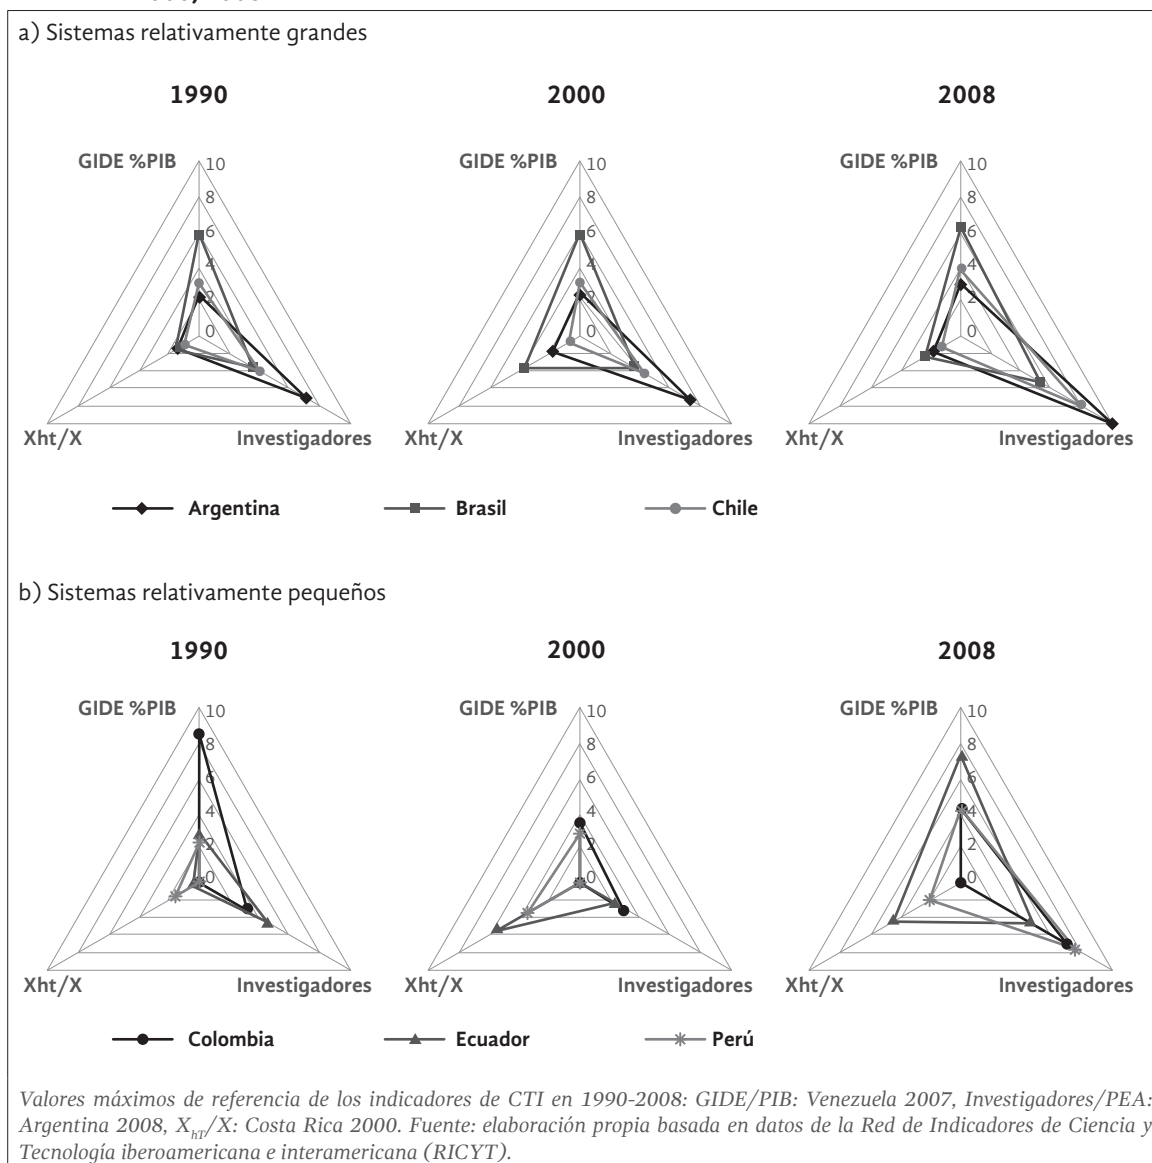 a) Sistemas relativamente grandes
1990
2000
2008
GIDE %PIB
10
8
6
4
2
0
Xht/X
Investigadores
GIDE %PIB
10
8
6
4
2
0
Xht/X
Investigadores
GIDE %PIB
10
8
6
4
2
0
Xht/X
Investigadores
Argentina
Brasil
Chile
b) Sistemas relativamente pequeños
1990
2000
2008
GIDE %PIB
10
8
6
4
2
0
Xht/X
Investigadores
GIDE %PIB
10
8
6
4
2
0
Xht/X
Investigadores
GIDE %PIB
10
8
6
4
2
0
Xht/X
Investigadores
Colombia
Ecuador
Perú
Valores máximos de referencia de los indicadores de CTI en 1990-2008: GIDE/PIB: Venezuela 2007, Investigadores/PEA:
Argentina 2008, XhT/X: Costa Rica 2000. Fuente: elaboración propia basada en datos de la Red de Indicadores de Ciencia y
Tecnología iberoamericana e interamericana (RICYT).